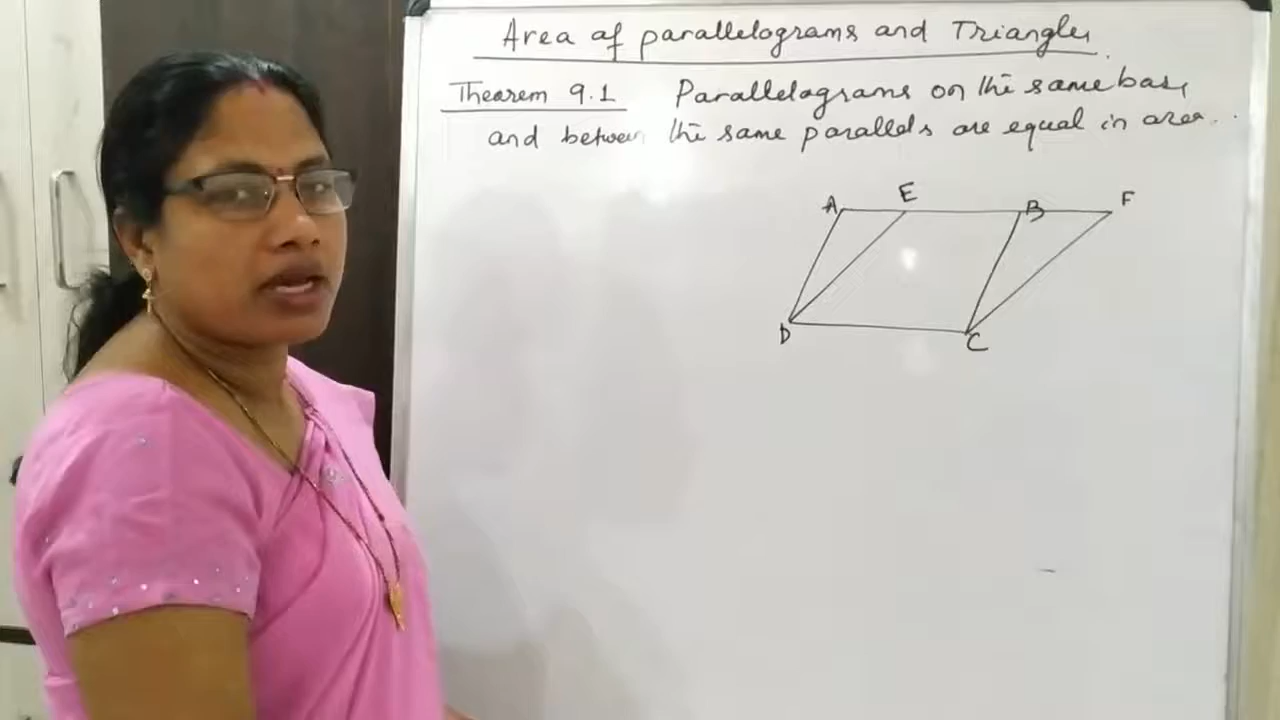 Area of parallelograms and Triangles
Theorem 9.1 Parallelograms on the same base
and between the same parallels are equal in area..
A E B F
D C